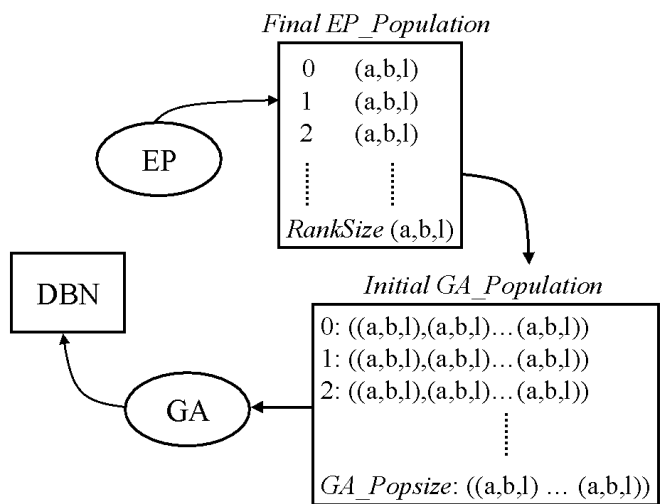 Final EP_Population
0 (a,b,l)
1 (a,b,l)
2 (a,b,l)
RankSize (a,b,l)
EP
DBN
Initial GA_Population
0: ((a,b,l),(a,b,l)...(a,b,l))
1: ((a,b,l),(a,b,l)...(a,b,l))
2: ((a,b,l),(a,b,l)...(a,b,l))
GA_Popsize: ((a,b,l) ... (a,b,l))
GA